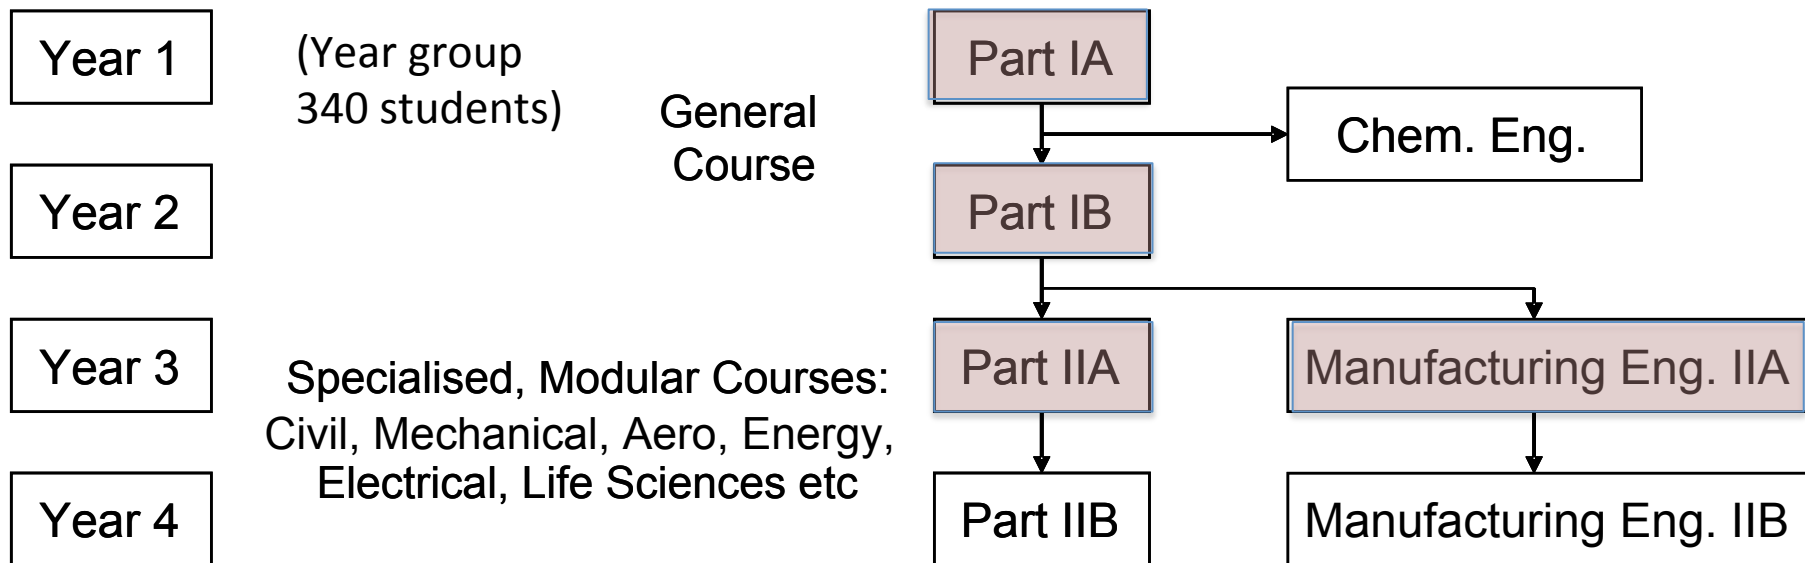 Year 1
(Year group
340 students)
General
Course
Part IA
Chem. Eng.
Year 2
Part IB
Year 3
Specialised, Modular Courses:
Civil, Mechanical, Aero, Energy,
Electrical, Life Sciences etc
Part IIA
Manufacturing Eng. IIA
Year 4
Part IIB
Manufacturing Eng. IIB